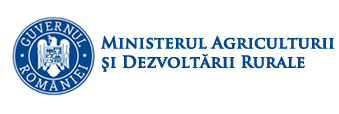 GUVERNUL
ROMÂNIEI
MINISTERUL AGRICULTURII
ŞI DEZVOLTĂRII RURALE